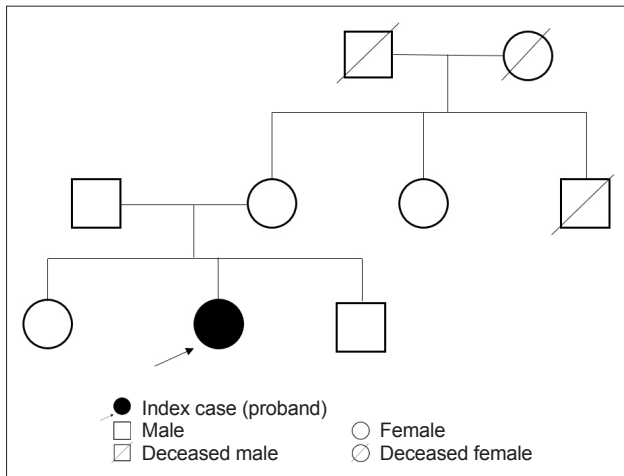 Index case (proband)
Male
Female
Deceased male
Deceased female